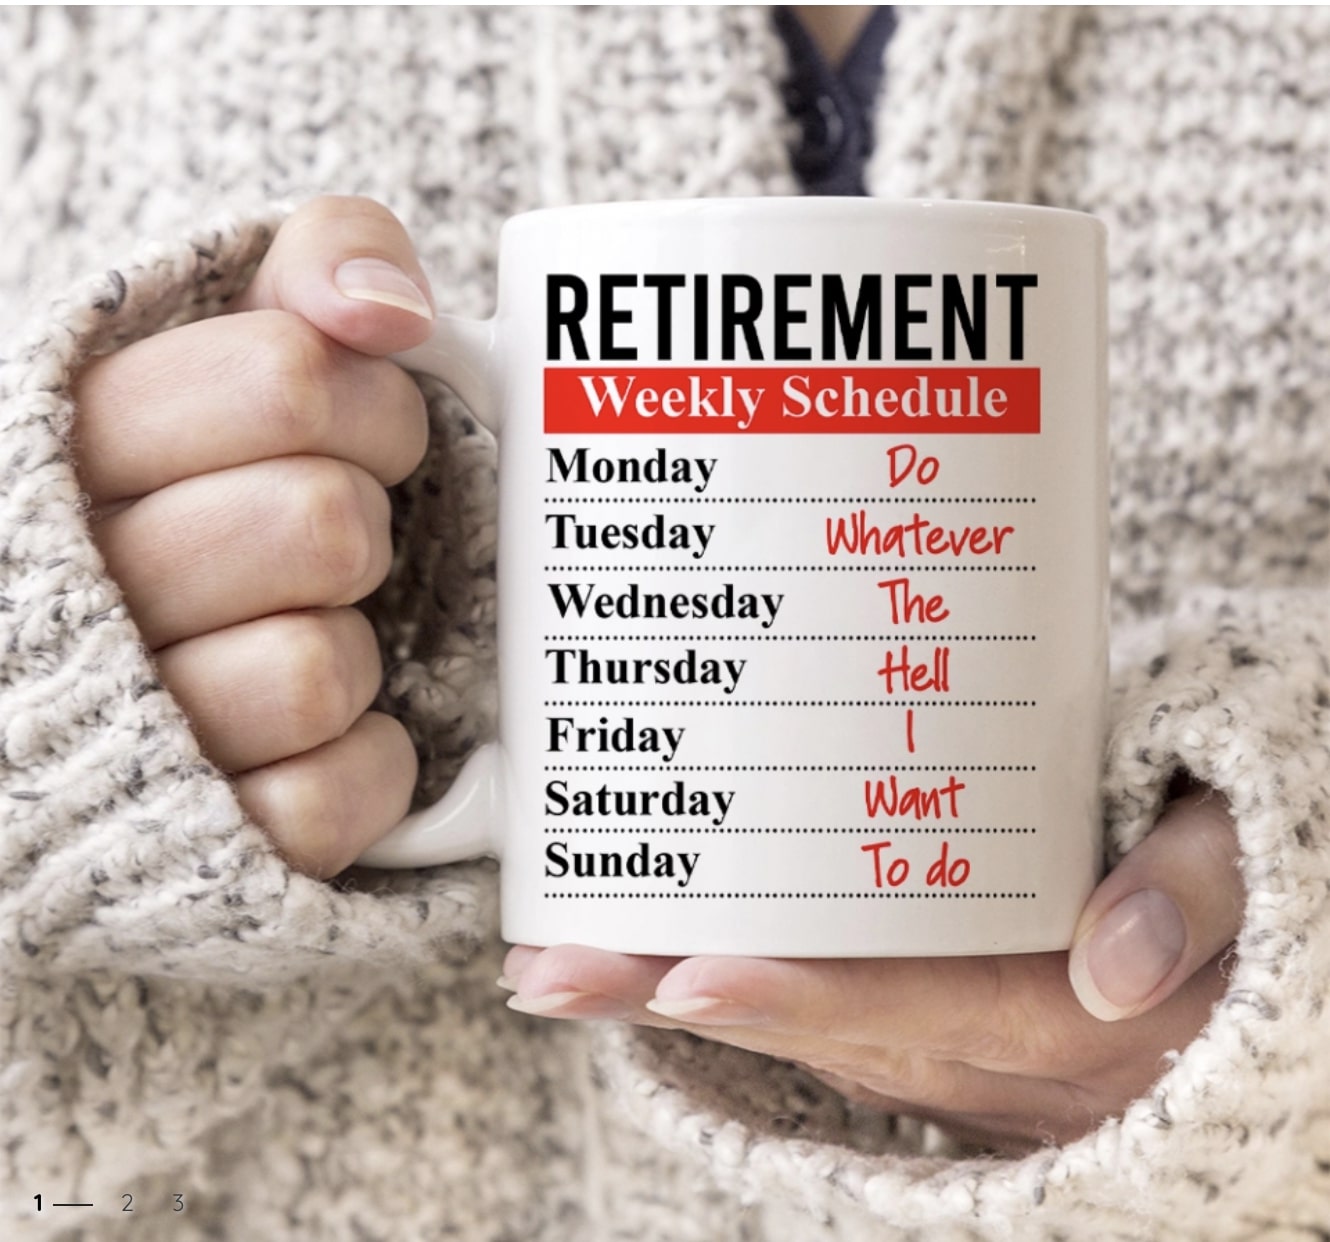 RETIREMENT
Weekly Schedule
Monday Do
Tuesday Whatever
Wednesday The
Thursday Hell
Friday I
Saturday Want
Sunday To do
1 2 3